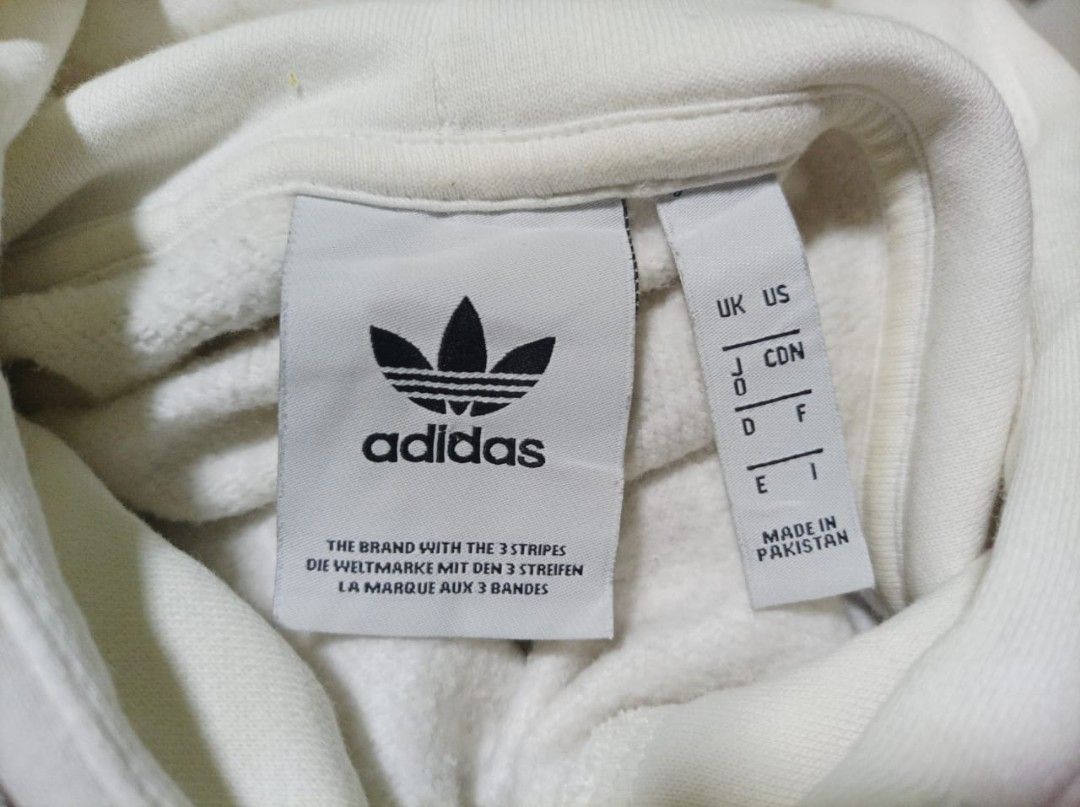 adidas
THE BRAND WITH THE 3 STRIPES
DIE WELTMARKE MIT DEN 3 STREIFEN
LA MARQUE AUX 3 BANDES
UK US
JO CDN
D F
E I
MADE IN
PAKISTAN